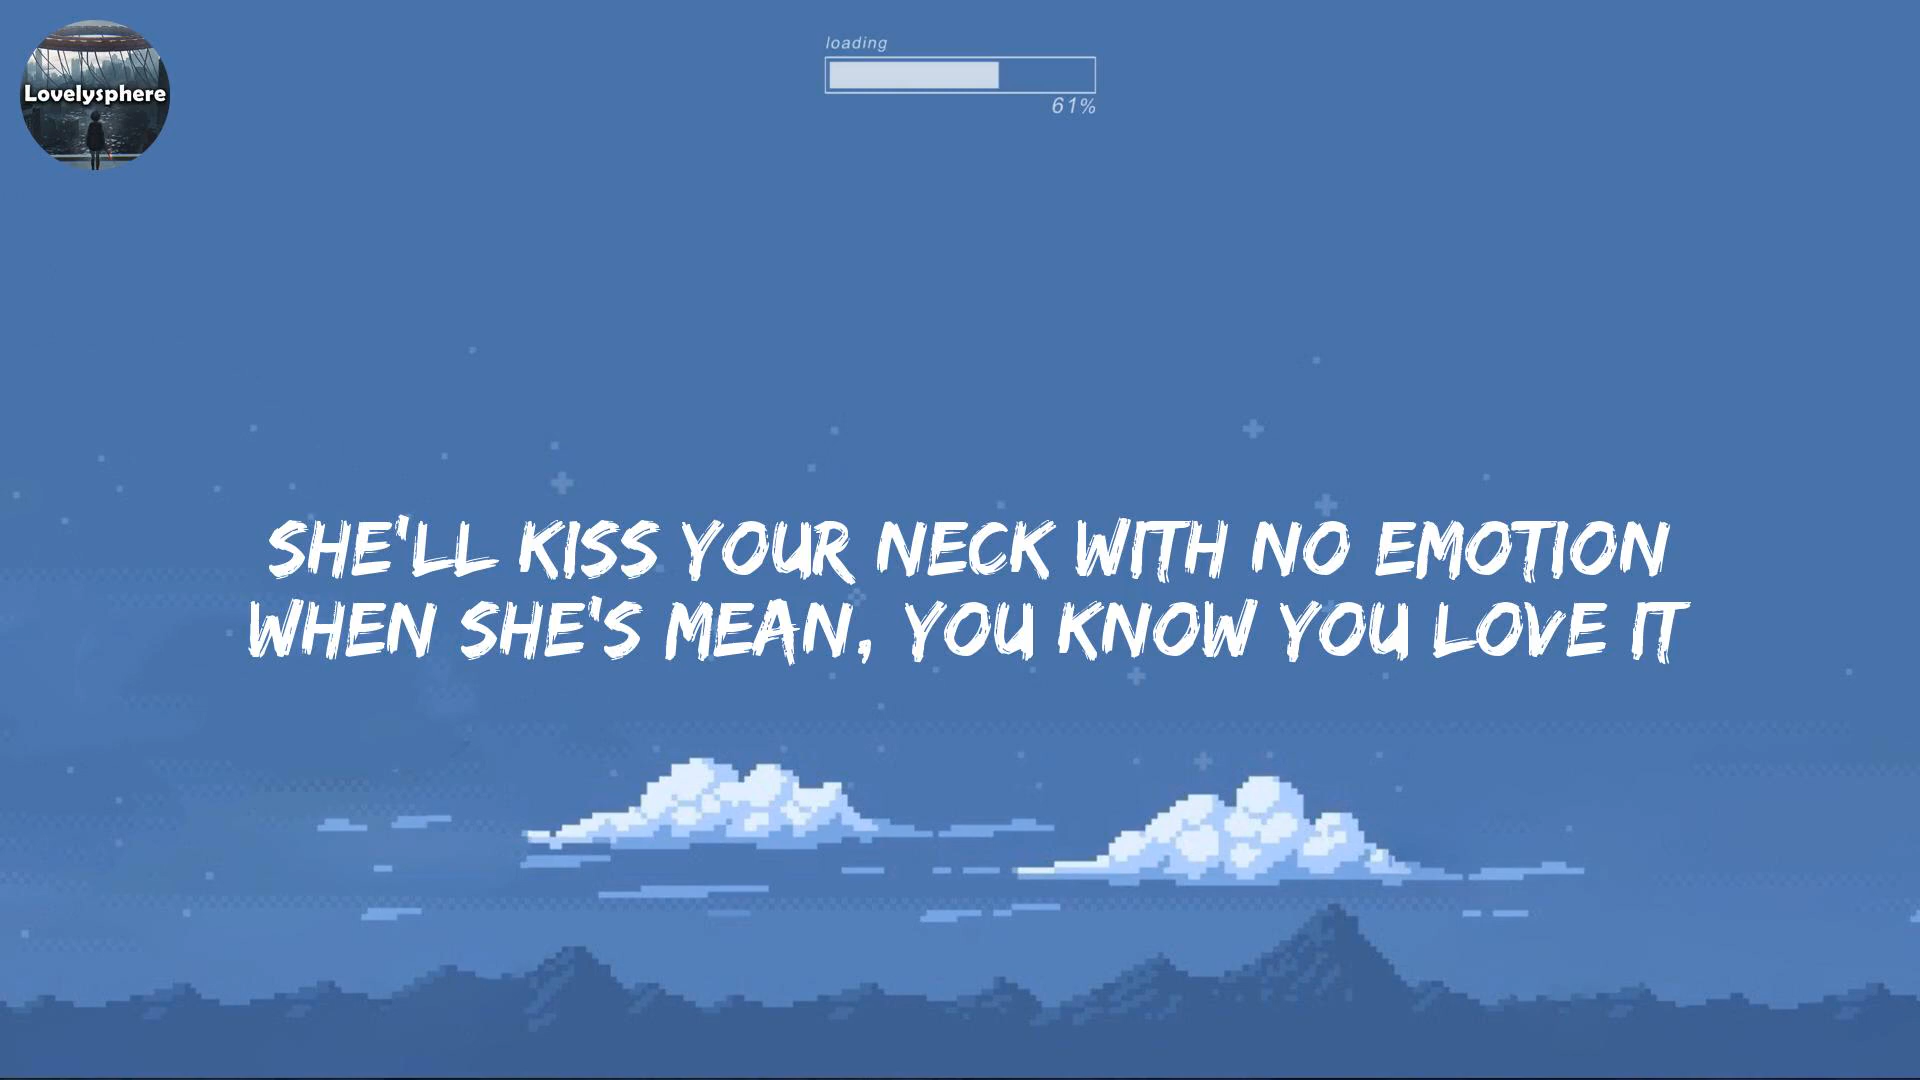 Lovelysphere
loading
61%
SHE'LL KISS YOUR NECK WITH NO EMOTION
WHEN SHE'S MEAN, YOU KNOW YOU LOVE IT